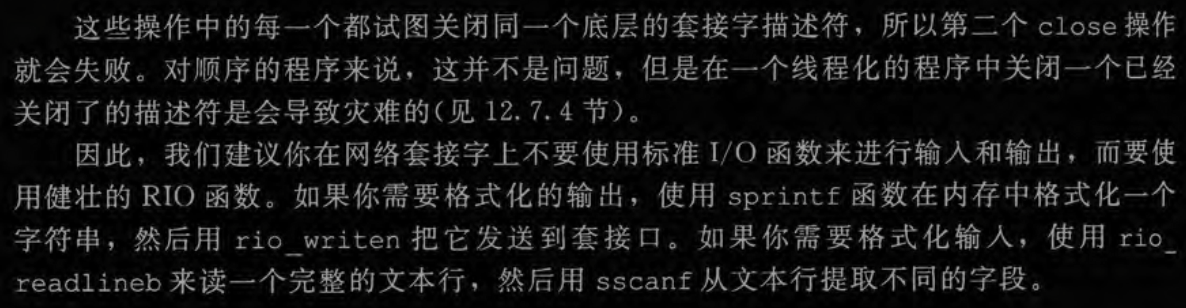 这些操作中的每一个都试图关闭同一个底层的套接字描述符，所以第二个 close 操作
就会失败。对顺序的程序来说，这并不是问题，但是在一个线程化的程序中关闭一个已经
关闭了的描述符是会导致灾难的(见 12.7.4 节)。
因此，我们建议你在网络套接字上不要使用标准 I/O 函数来进行输入和输出，而要使
用健壮的 RIO 函数。如果你需要格式化的输出，使用 sprintf 函数在内存中格式化一个
字符串，然后用 rio_writen 把它发送到套接口。如果你需要格式化输入，使用 rio_
readlineb 来读一个完整的文本行，然后用 sscanf 从文本行提取不同的字段。